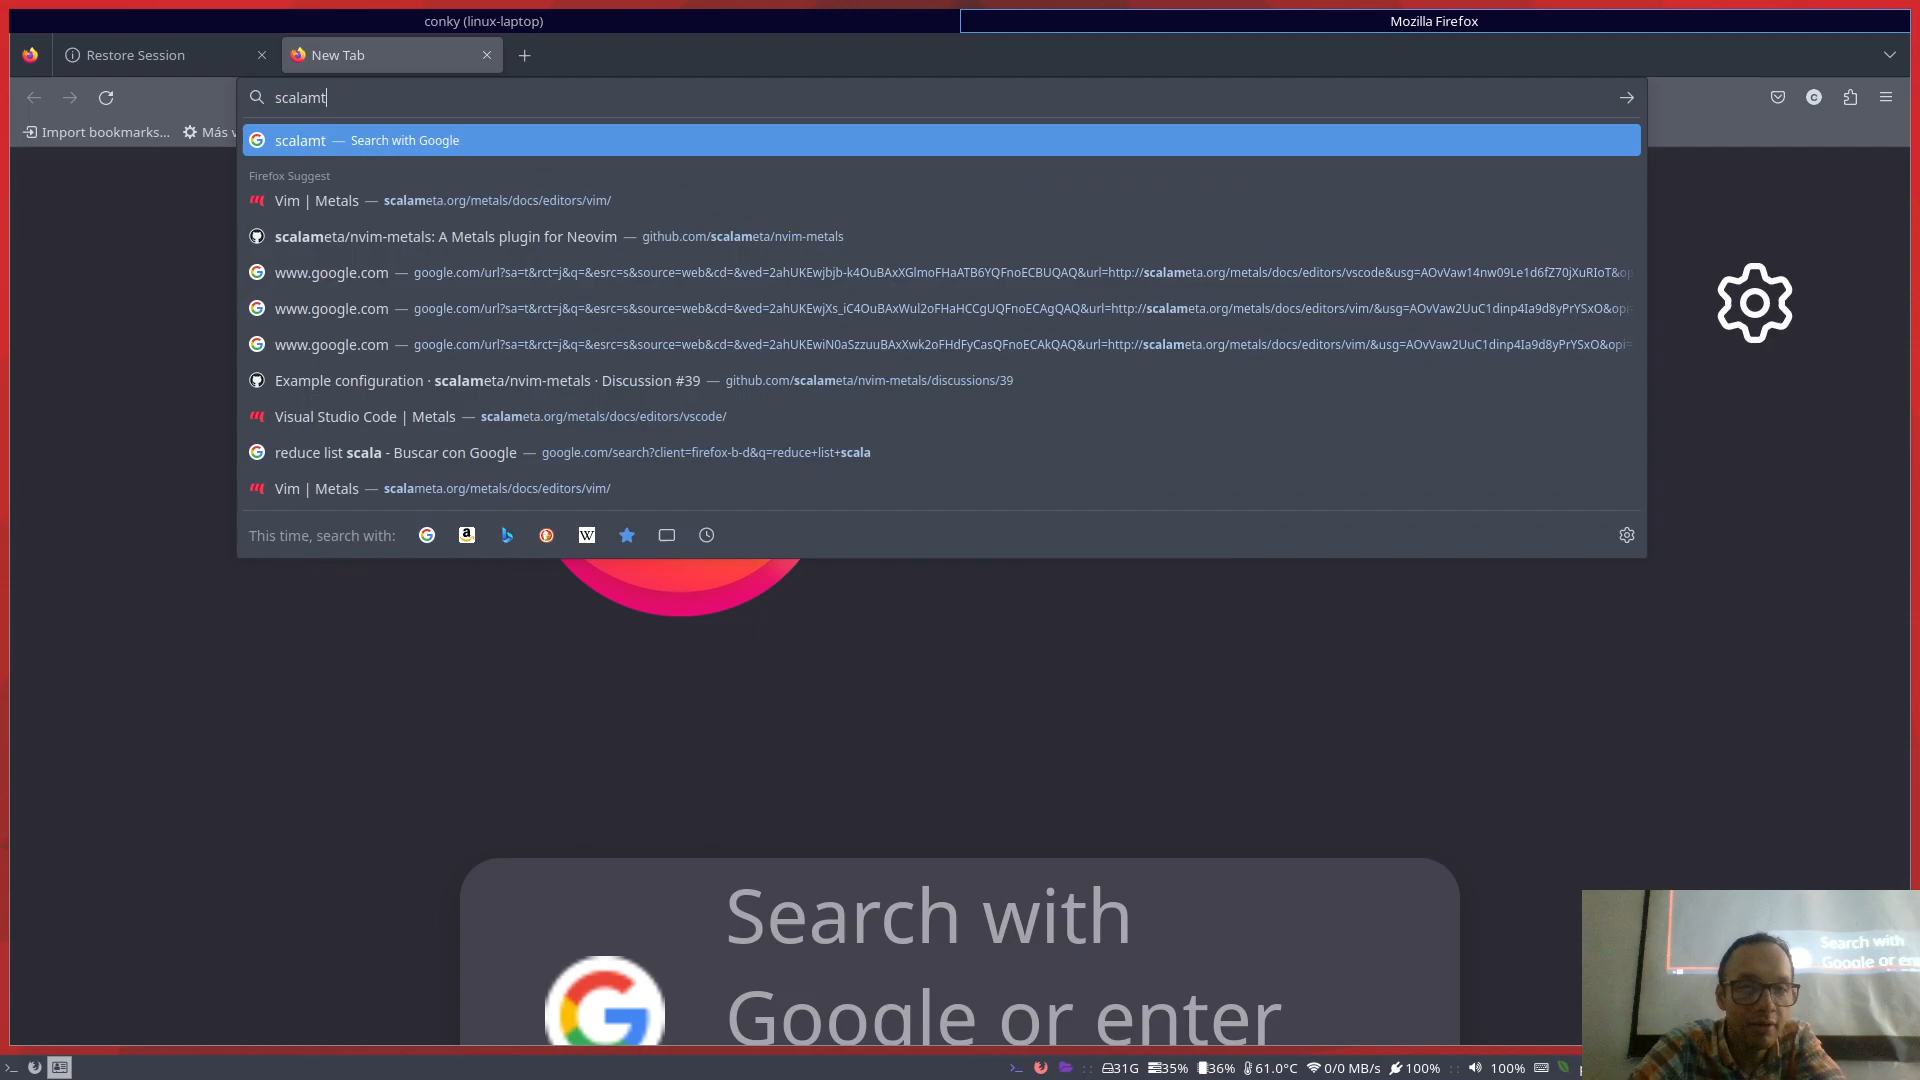 conky (linux-laptop)
Mozilla Firefox
Restore Session
New Tab
scalamt
C
Import bookmarks...
Más v
scalamt — Search with Google
Firefox Suggest
Vim | Metals — scalameta.org/metals/docs/editors/vim/
scalameta/nvim-metals: A Metals plugin for Neovim — github.com/scalameta/nvim-metals
www.google.com — google.com/url?sa=t&rct=j&q=&esrc=s&source=web&cd=&ved=2ahUKEwjbjb-k4OuBAxXGlmoFHaATB6YQFnoECBUQAQ&url=http://scalameta.org/metals/docs/editors/vscode&usg=AOvVaw14nw09Le1d6fZ70jXuRIoT&op
www.google.com — google.com/url?sa=t&rct=j&q=&esrc=s&source=web&cd=&ved=2ahUKEwjXs_iC4OuBAxWul2oFHaHCCgUQFnoECAgQAQ&url=http://scalameta.org/metals/docs/editors/vim/&usg=AOvVaw2UuC1dinp4Ia9d8yPrYSxO&opi=
www.google.com — google.com/url?sa=t&rct=j&q=&esrc=s&source=web&cd=&ved=2ahUKEwiN0aSzzuuBAxXwk2oFHdFyCasQFnoECAkQAQ&url=http://scalameta.org/metals/docs/editors/vim/&usg=AOvVaw2UuC1dinp4Ia9d8yPrYSxO&opi=
Example configuration · scalameta/nvim-metals · Discussion #39 — github.com/scalameta/nvim-metals/discussions/39
Visual Studio Code | Metals — scalameta.org/metals/docs/editors/vscode/
reduce list scala - Buscar con Google — google.com/search?client=firefox-b-d&q=reduce+list+scala
Vim | Metals — scalameta.org/metals/docs/editors/vim/
This time, search with:
Search with
Google or enter
Search with
Google or en
31G 35% 36% 61.0°C 0/0 MB/s 100% :: 100%